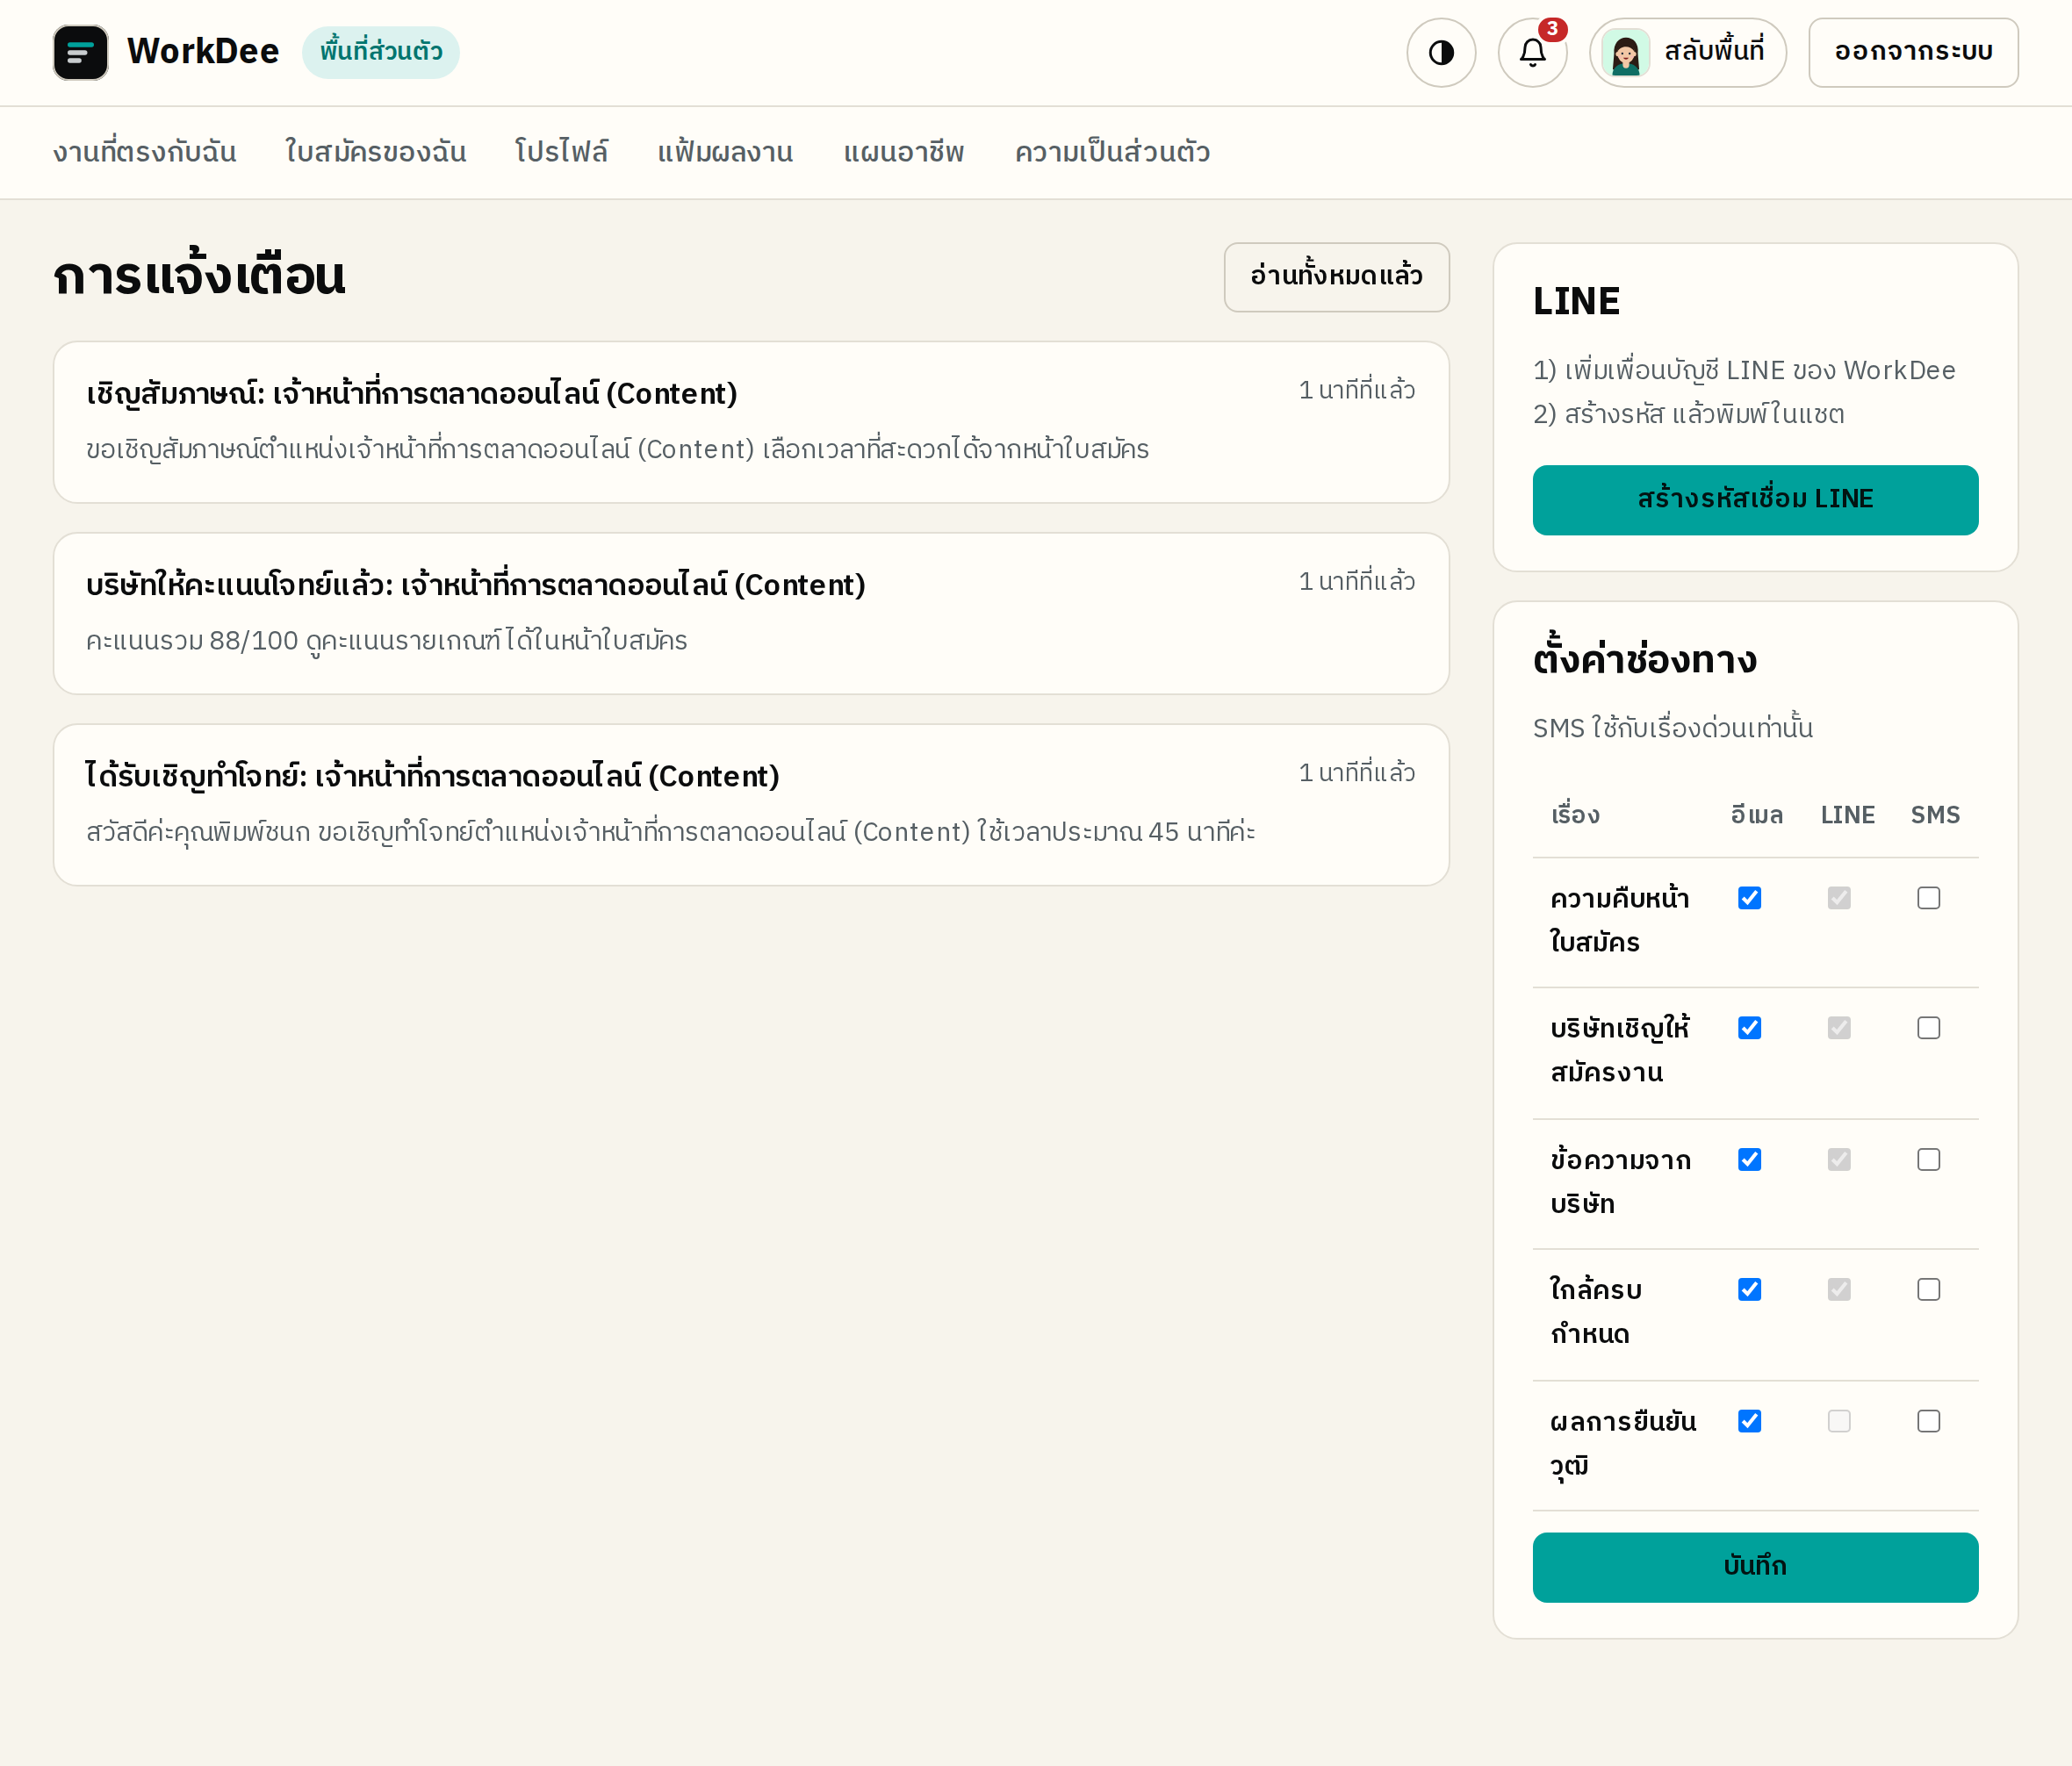 WorkDee พื้นที่ส่วนตัว
3
สลับพื้นที่
ออกจากระบบ
งานที่ตรงกับฉัน ใบสมัครของฉัน โปรไฟล์ แฟ้มผลงาน แผนอาชีพ ความเป็นส่วนตัว
การแจ้งเตือน
อ่านทั้งหมดแล้ว
เชิญสัมภาษณ์: เจ้าหน้าที่การตลาดออนไลน์ (Content)
1 นาทีที่แล้ว
ขอเชิญสัมภาษณ์ตำแหน่งเจ้าหน้าที่การตลาดออนไลน์ (Content) เลือกเวลาที่สะดวกได้จากหน้าใบสมัคร
บริษัทให้คะแนนโจทย์แล้ว: เจ้าหน้าที่การตลาดออนไลน์ (Content)
1 นาทีที่แล้ว
คะแนนรวม 88/100 ดูคะแนนรายเกณฑ์ได้ในหน้าใบสมัคร
ได้รับเชิญทำโจทย์: เจ้าหน้าที่การตลาดออนไลน์ (Content)
1 นาทีที่แล้ว
สวัสดีค่ะคุณพิมพ์ชนก ขอเชิญทำโจทย์ตำแหน่งเจ้าหน้าที่การตลาดออนไลน์ (Content) ใช้เวลาประมาณ 45 นาทีค่ะ
LINE
1) เพิ่มเพื่อนบัญชี LINE ของ WorkDee
2) สร้างรหัส แล้วพิมพ์ในแชต
สร้างรหัสเชื่อม LINE
ตั้งค่าช่องทาง
SMS ใช้กับเรื่องด่วนเท่านั้น
เรื่อง อีเมล LINE SMS
ความคืบหน้า
ใบสมัคร
บริษัทเชิญให้
สมัครงาน
ข้อความจาก
บริษัท
ใกล้ครบ
กำหนด
ผลการยืนยัน
วุฒิ
บันทึก